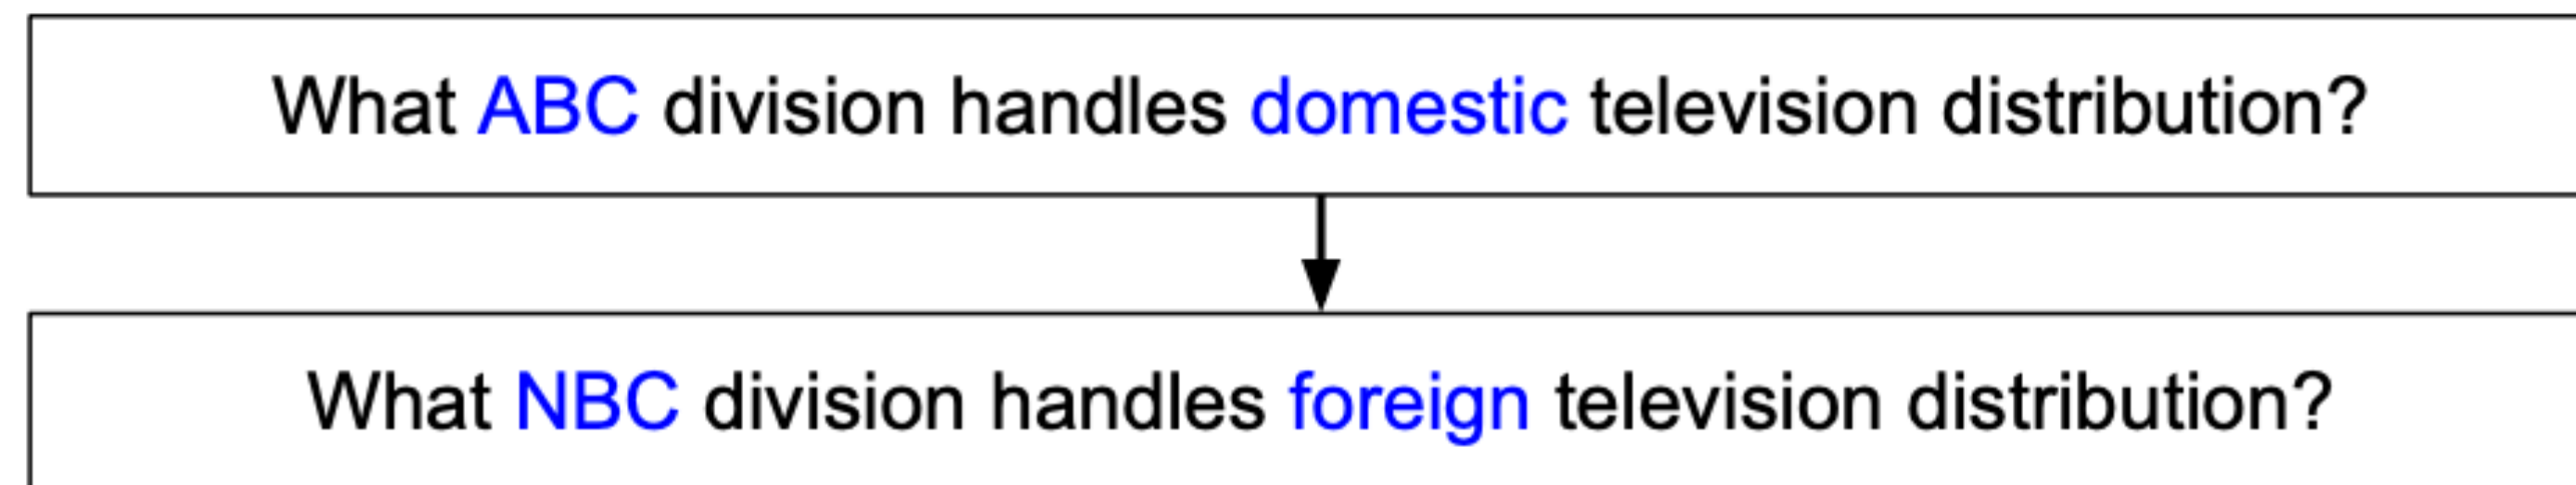 What ABC division handles domestic television distribution?
What NBC division handles foreign television distribution?